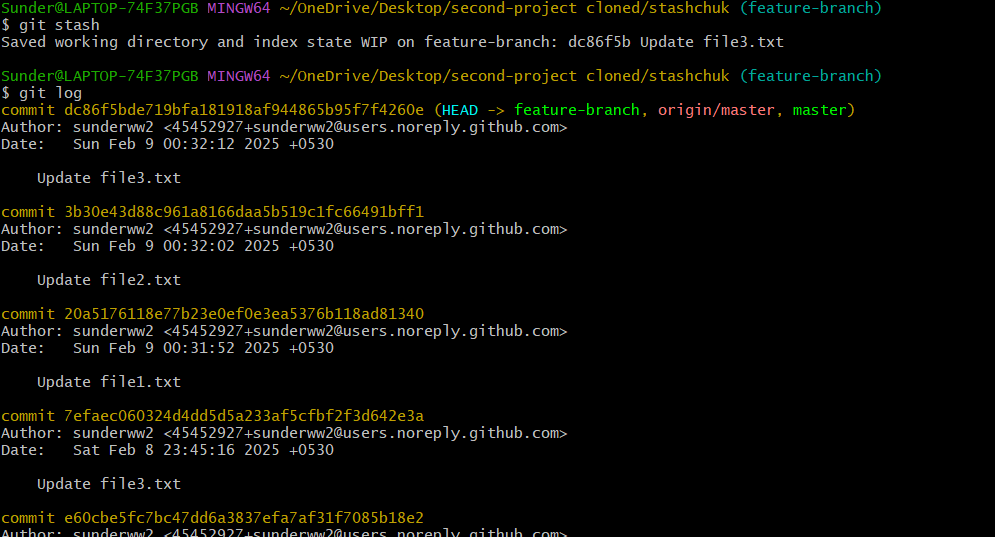 Sunder@LAPTOP-74F37PGB MINGW64 ~/OneDrive/Desktop/second-project cloned/stashchuk (feature-branch)
$ git stash
Saved working directory and index state WIP on feature-branch: dc86f5b Update file3.txt
Sunder@LAPTOP-74F37PGB MINGW64 ~/OneDrive/Desktop/second-project cloned/stashchuk (feature-branch)
$ git log
commit dc86f5bde719bfa181918af944865b95f7f4260e (HEAD -> feature-branch, origin/master, master)
Author: sunderww2 <45452927+sunderww2@users.noreply.github.com>
Date:   Sun Feb 9 00:32:12 2025 +0530
    Update file3.txt
commit 3b30e43d88c961a8166daa5b519c1fc66491bff1
Author: sunderww2 <45452927+sunderww2@users.noreply.github.com>
Date:   Sun Feb 9 00:32:02 2025 +0530
    Update file2.txt
commit 20a5176118e77b23e0ef0e3ea5376b118ad81340
Author: sunderww2 <45452927+sunderww2@users.noreply.github.com>
Date:   Sun Feb 9 00:31:52 2025 +0530
    Update file1.txt
commit 7efaec060324d4dd5d5a233af5cfbf2f3d642e3a
Author: sunderww2 <45452927+sunderww2@users.noreply.github.com>
Date:   Sat Feb 8 23:45:16 2025 +0530
    Update file3.txt
commit e60cbe5fc7bc47dd6a3837efa7af31f7085b18e2
Author: sunderww2 <45452927+sunderww2@users.noreply.github.com>